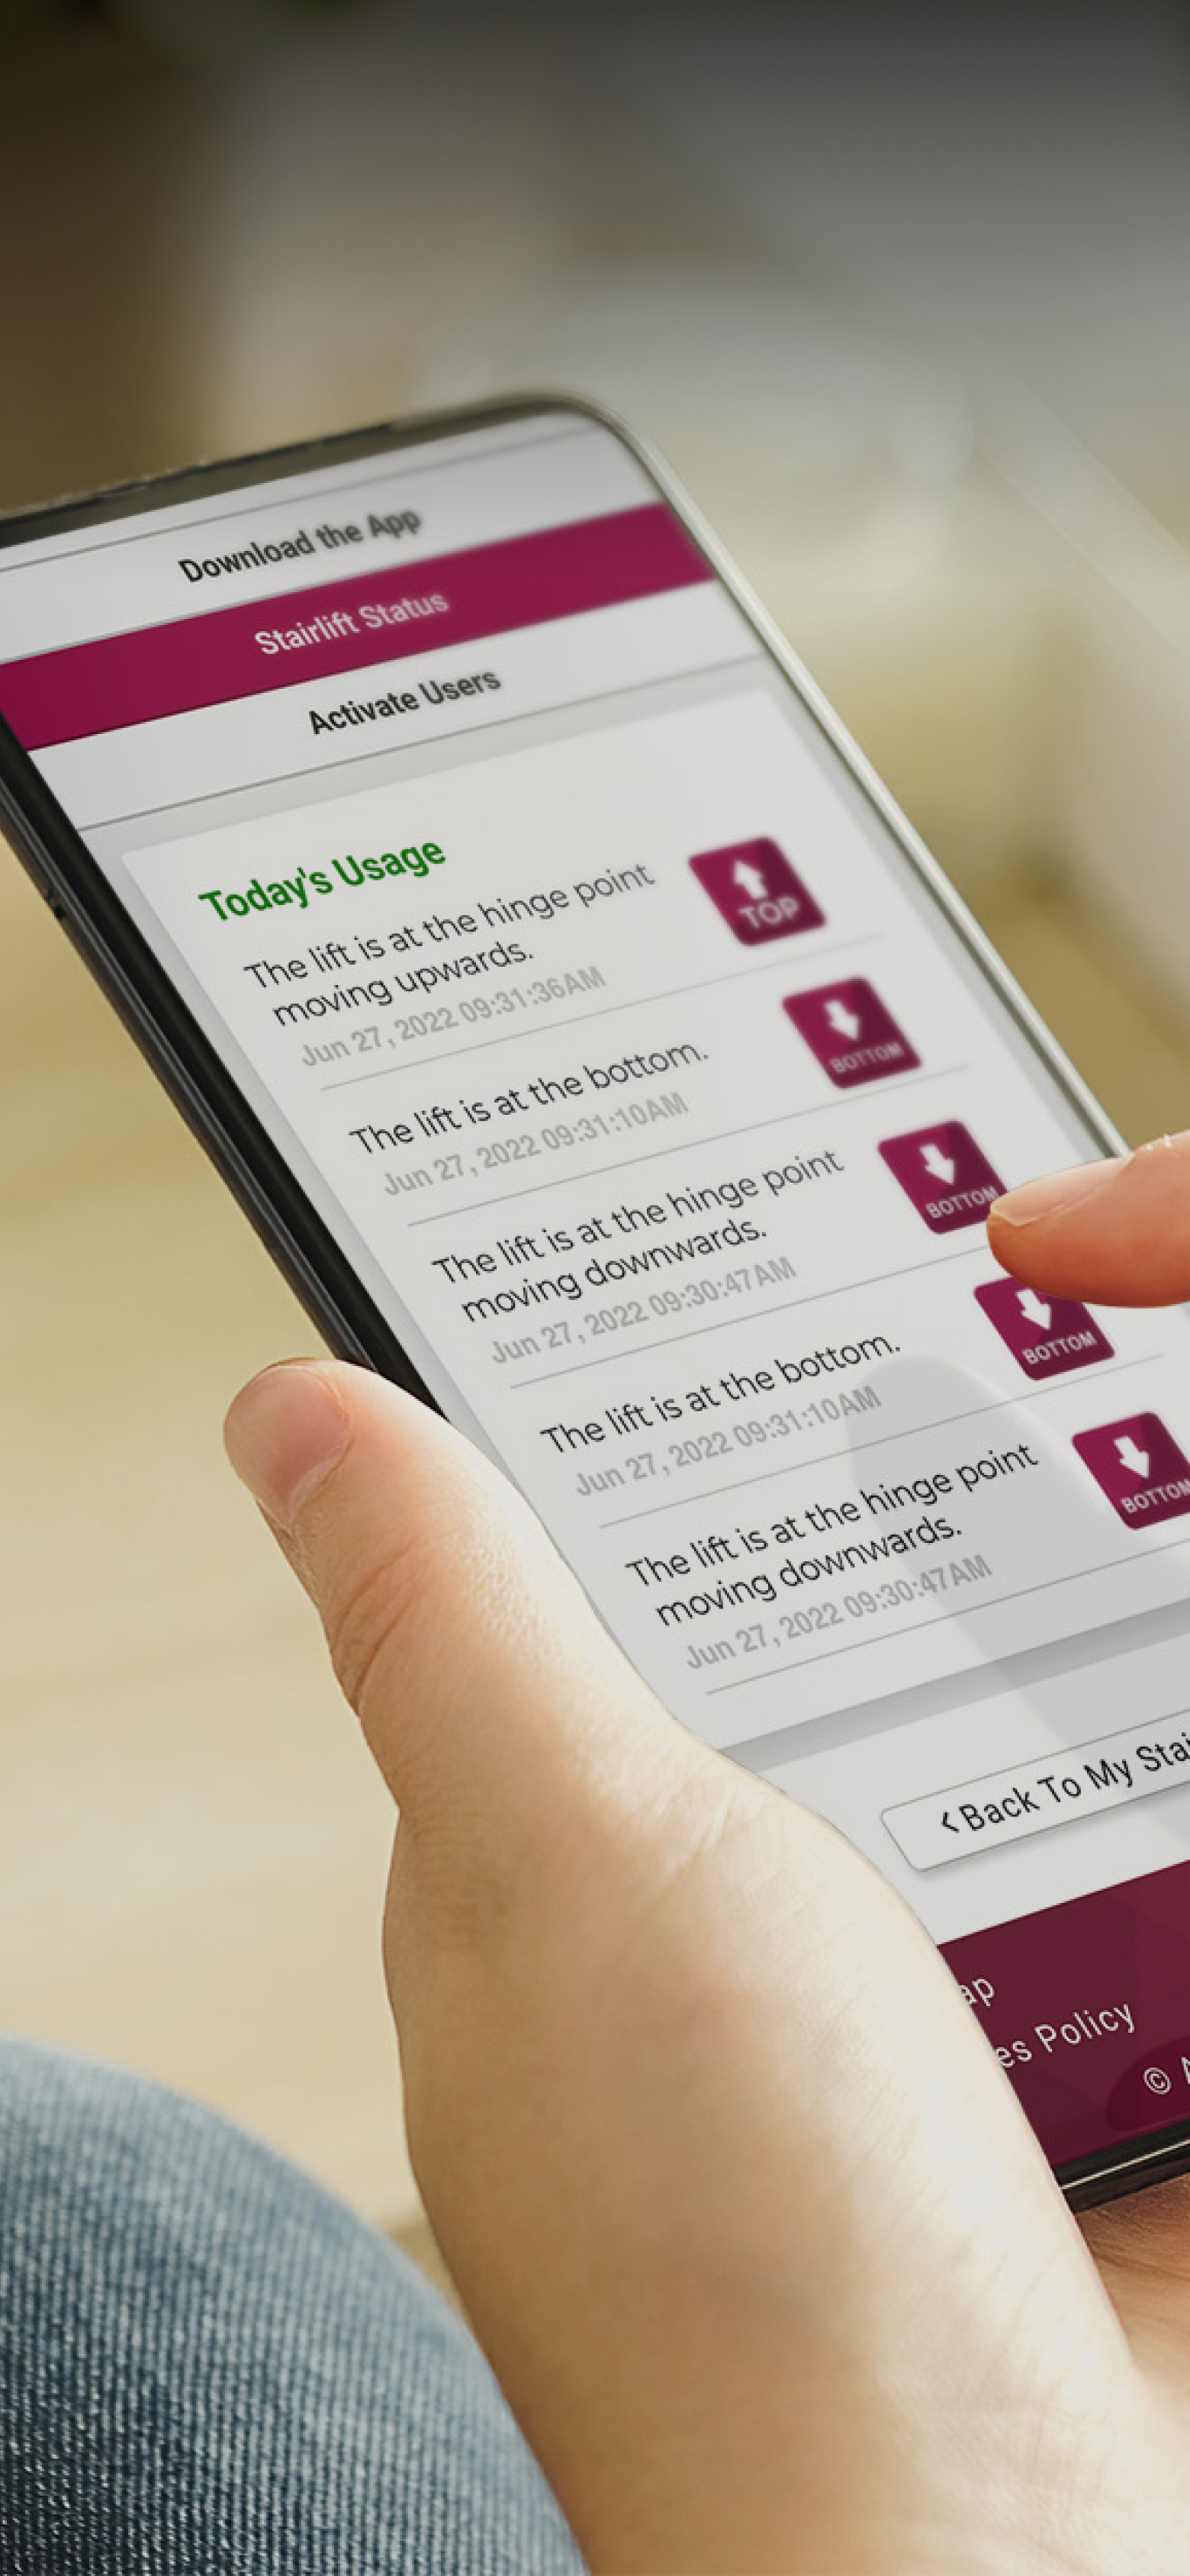 Download the App
Stairlift Status
Activate Users
Today's Usage
The lift is at the hinge point
moving upwards.
Jun 27, 2022 09:31:36AM
TOP
The lift is at the bottom.
Jun 27, 2022 09:31:10AM
BOTTOM
The lift is at the hinge point
moving downwards.
Jun 27, 2022 09:30:47AM
BOTTOM
The lift is at the bottom.
Jun 27, 2022 09:31:10AM
BOTTOM
The lift is at the hinge point
moving downwards.
Jun 27, 2022 09:30:47AM
BOTTOM
<Back To My Stai
ap
es Policy
©